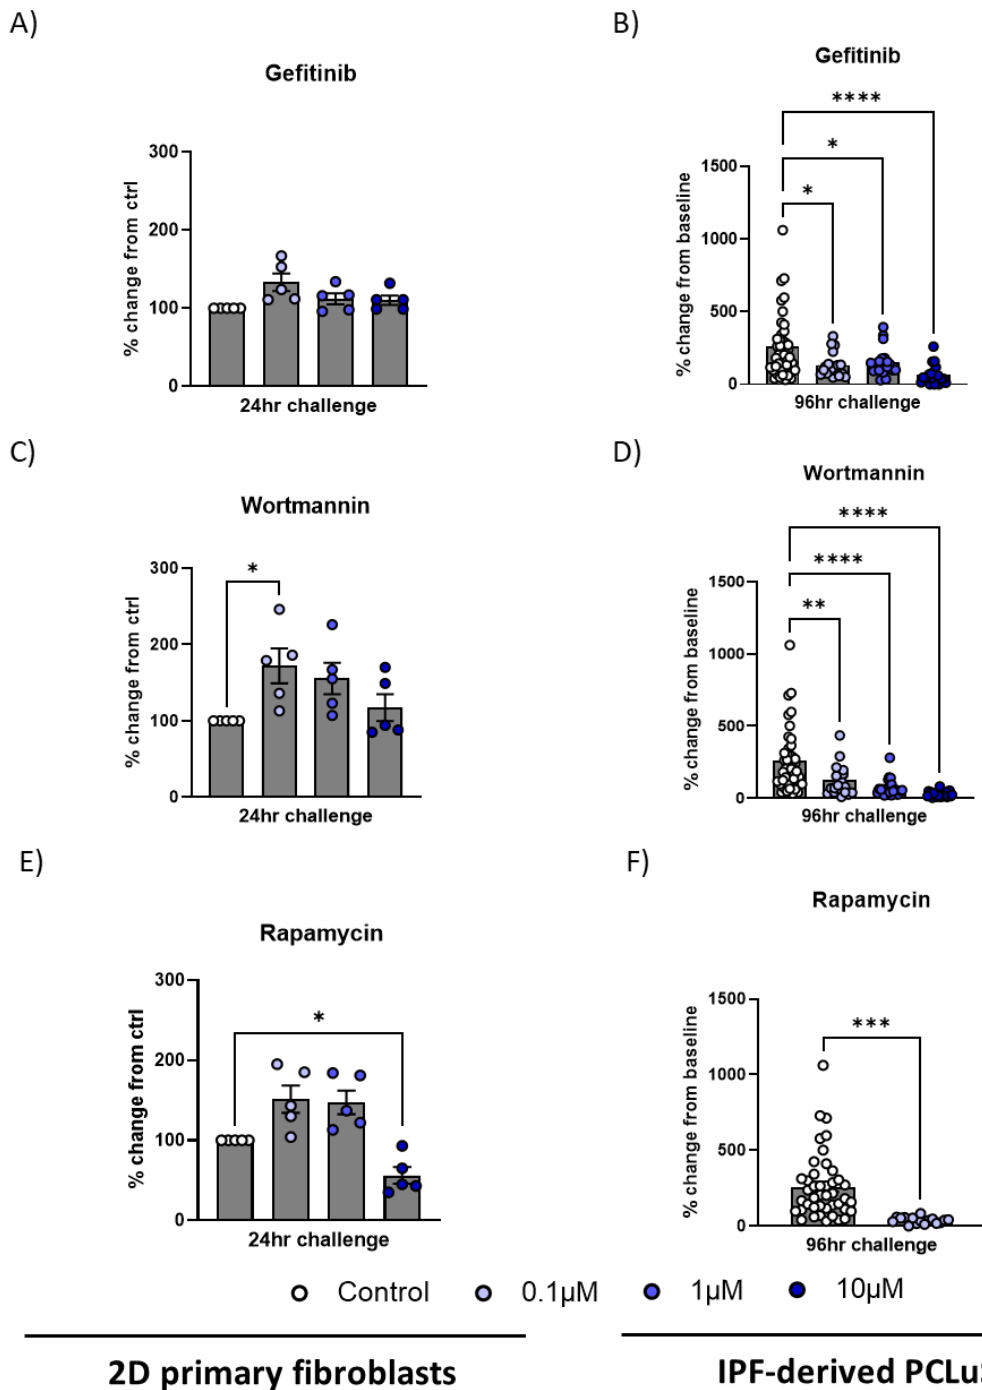 A)
Gefitinib
% change from ctrl
300
200
100
0
24hr challenge
B)
Gefitinib
****
*
*
% change from baseline
1500
1000
500
0
96hr challenge
C)
Wortmannin
*
% change from ctrl
300
200
100
0
24hr challenge
D)
Wortmannin
****
****
**
% change from baseline
1500
1000
500
0
96hr challenge
E)
Rapamycin
*
% change from ctrl
300
200
100
0
24hr challenge
F)
Rapamycin
***
% change from baseline
1500
1000
500
0
96hr challenge
Control 0.1µM 1µM 10µM
2D primary fibroblasts
IPF-derived PCLuS